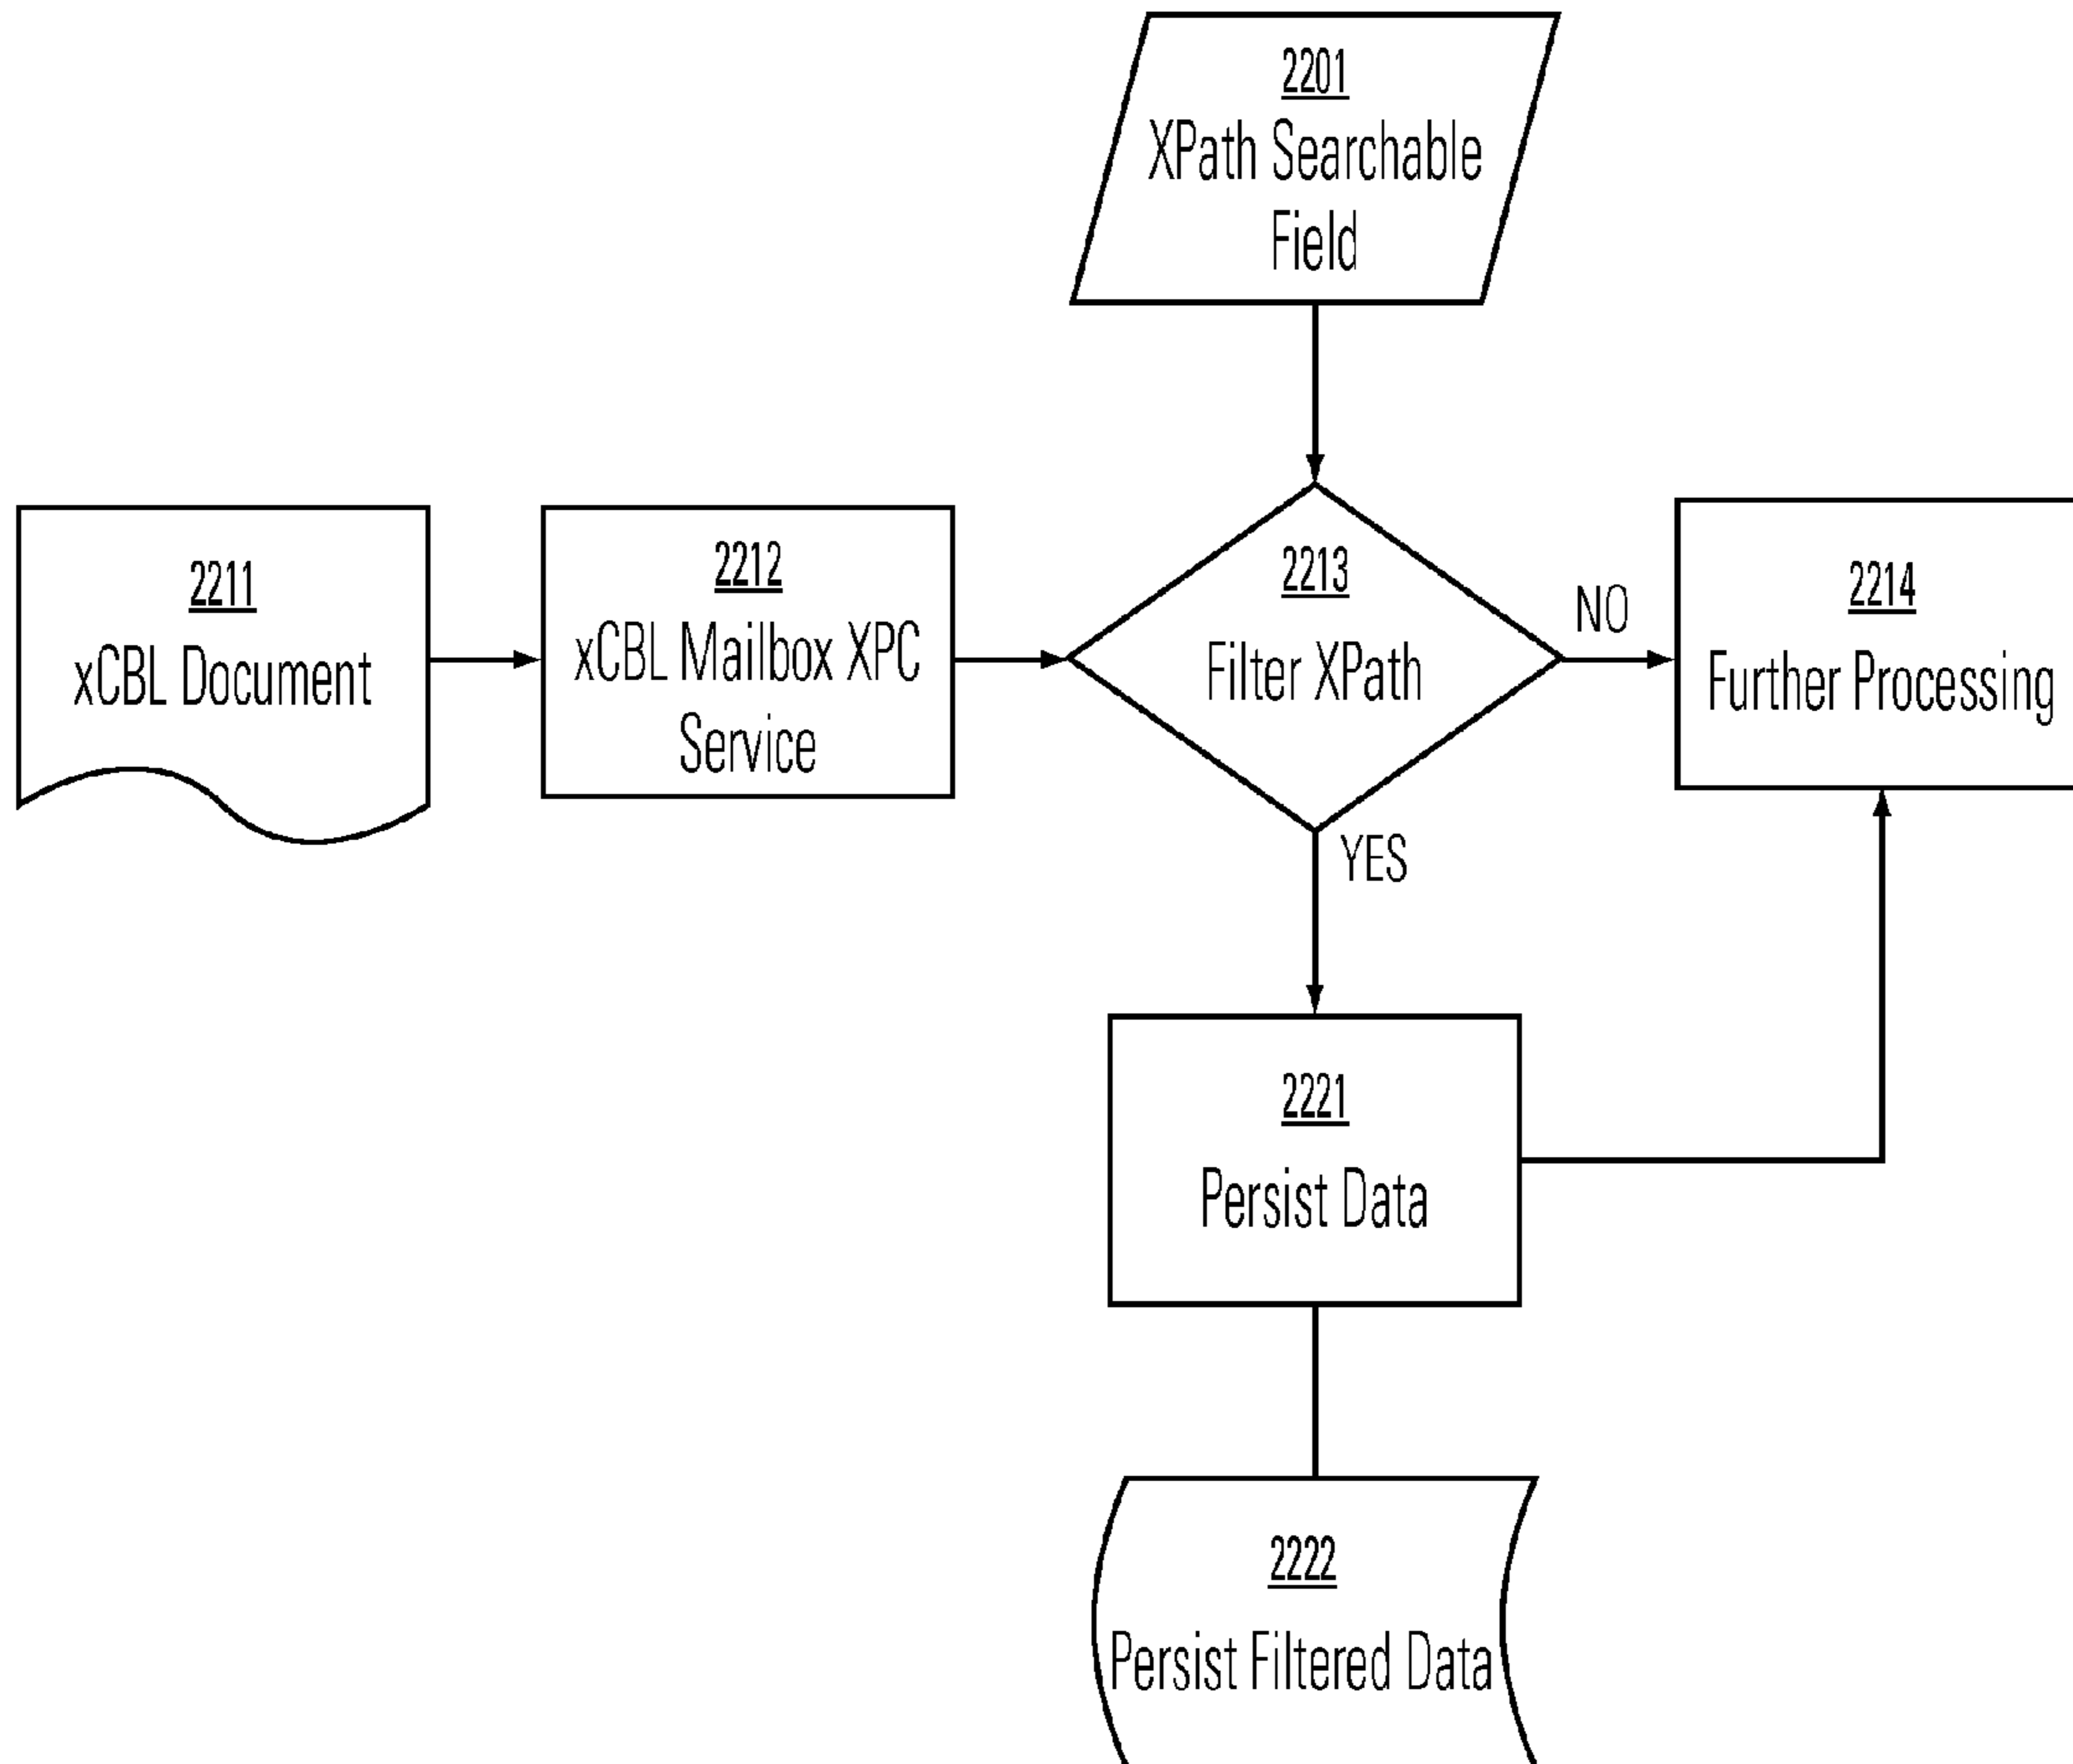 2201
XPath Searchable
Field
2211
xCBL Document
2212
xCBL Mailbox XPC
Service
2213
Filter XPath
NO
2214
Further Processing
YES
2221
Persist Data
2222
Persist Filtered Data